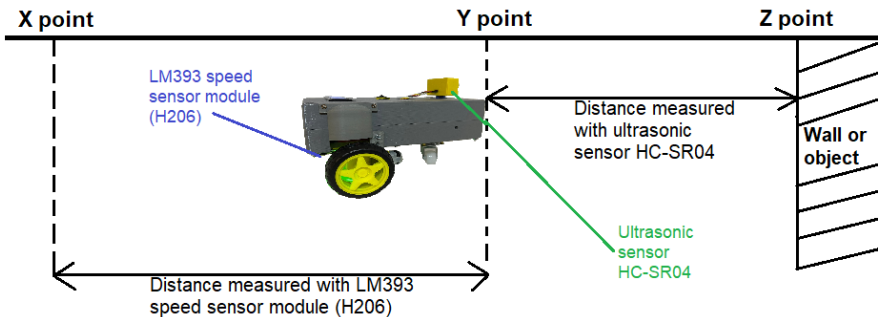 X point
Y point
Z point
LM393 speed
sensor module
(H206)
Distance measured
with ultrasonic
sensor HC-SR04
Wall or
object
Ultrasonic
sensor
HC-SR04
Distance measured with LM393
speed sensor module (H206)